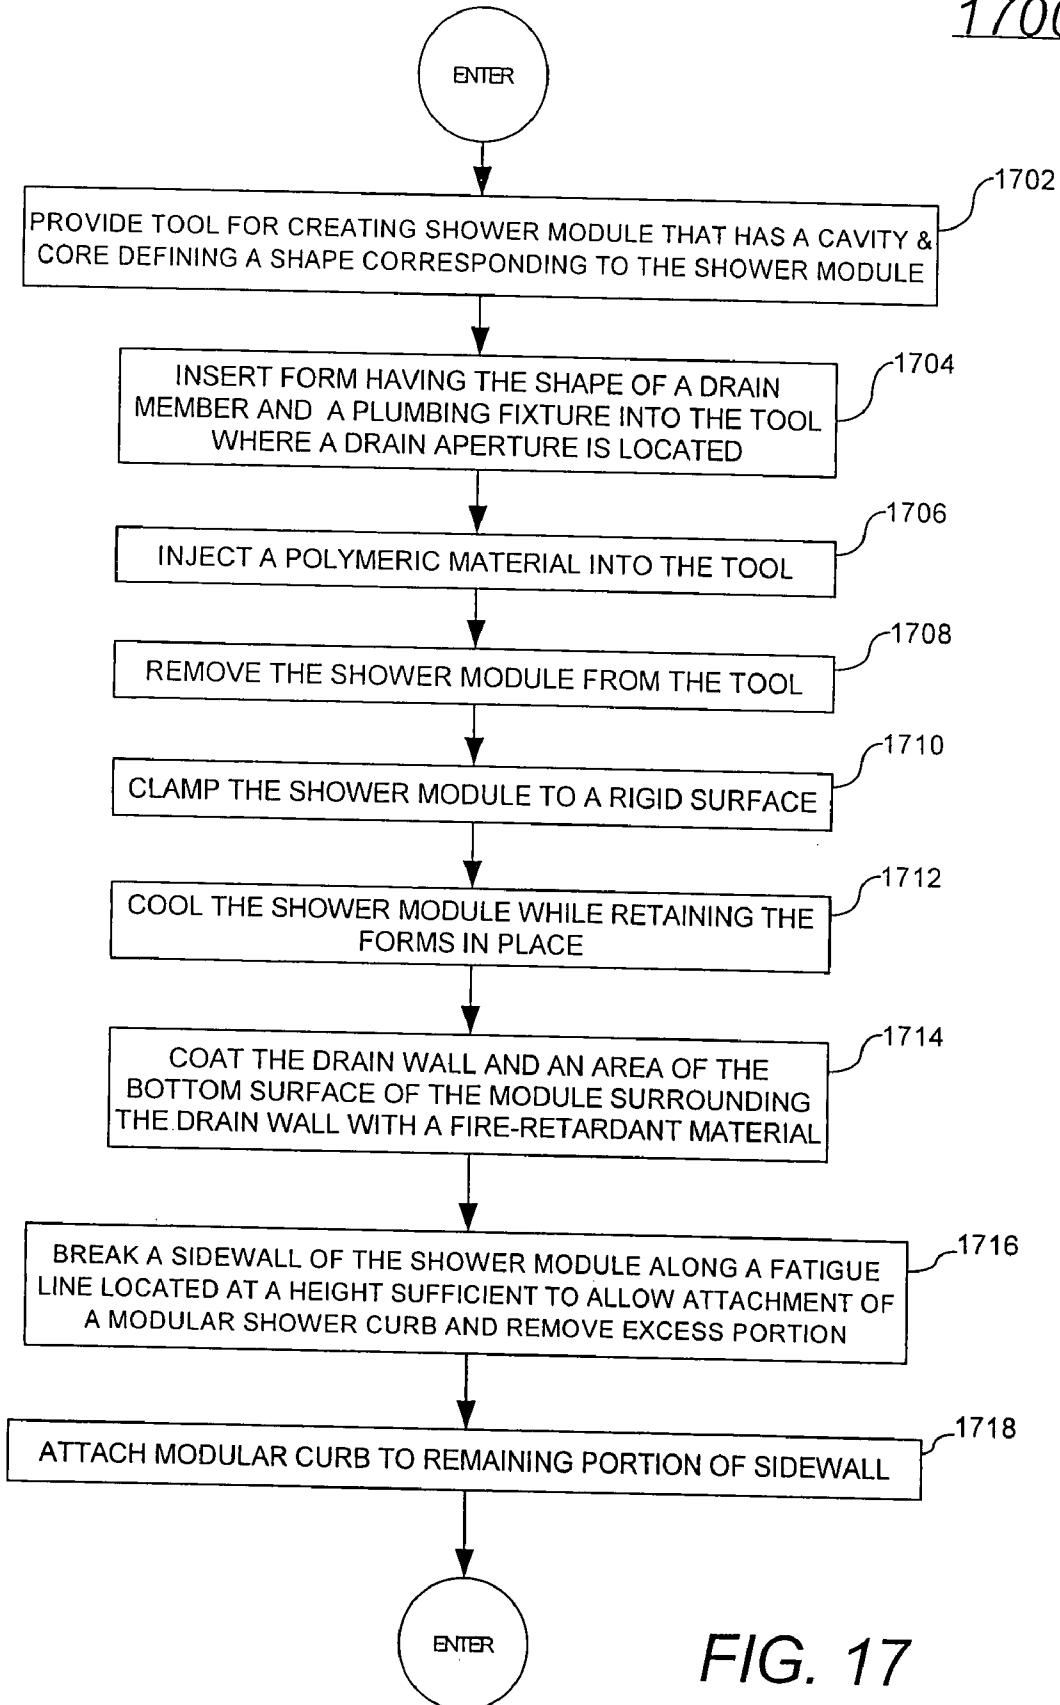 1700
ENTER
1702
PROVIDE TOOL FOR CREATING SHOWER MODULE THAT HAS A CAVITY &
CORE DEFINING A SHAPE CORRESPONDING TO THE SHOWER MODULE
1704
INSERT FORM HAVING THE SHAPE OF A DRAIN
MEMBER AND A PLUMBING FIXTURE INTO THE TOOL
WHERE A DRAIN APERTURE IS LOCATED
1706
INJECT A POLYMERIC MATERIAL INTO THE TOOL
1708
REMOVE THE SHOWER MODULE FROM THE TOOL
1710
CLAMP THE SHOWER MODULE TO A RIGID SURFACE
1712
COOL THE SHOWER MODULE WHILE RETAINING THE
FORMS IN PLACE
1714
COAT THE DRAIN WALL AND AN AREA OF THE
BOTTOM SURFACE OF THE MODULE SURROUNDING
THE DRAIN WALL WITH A FIRE-RETARDANT MATERIAL
1716
BREAK A SIDEWALL OF THE SHOWER MODULE ALONG A FATIGUE
LINE LOCATED AT A HEIGHT SUFFICIENT TO ALLOW ATTACHMENT OF
A MODULAR SHOWER CURB AND REMOVE EXCESS PORTION
1718
ATTACH MODULAR CURB TO REMAINING PORTION OF SIDEWALL
ENTER
FIG. 17